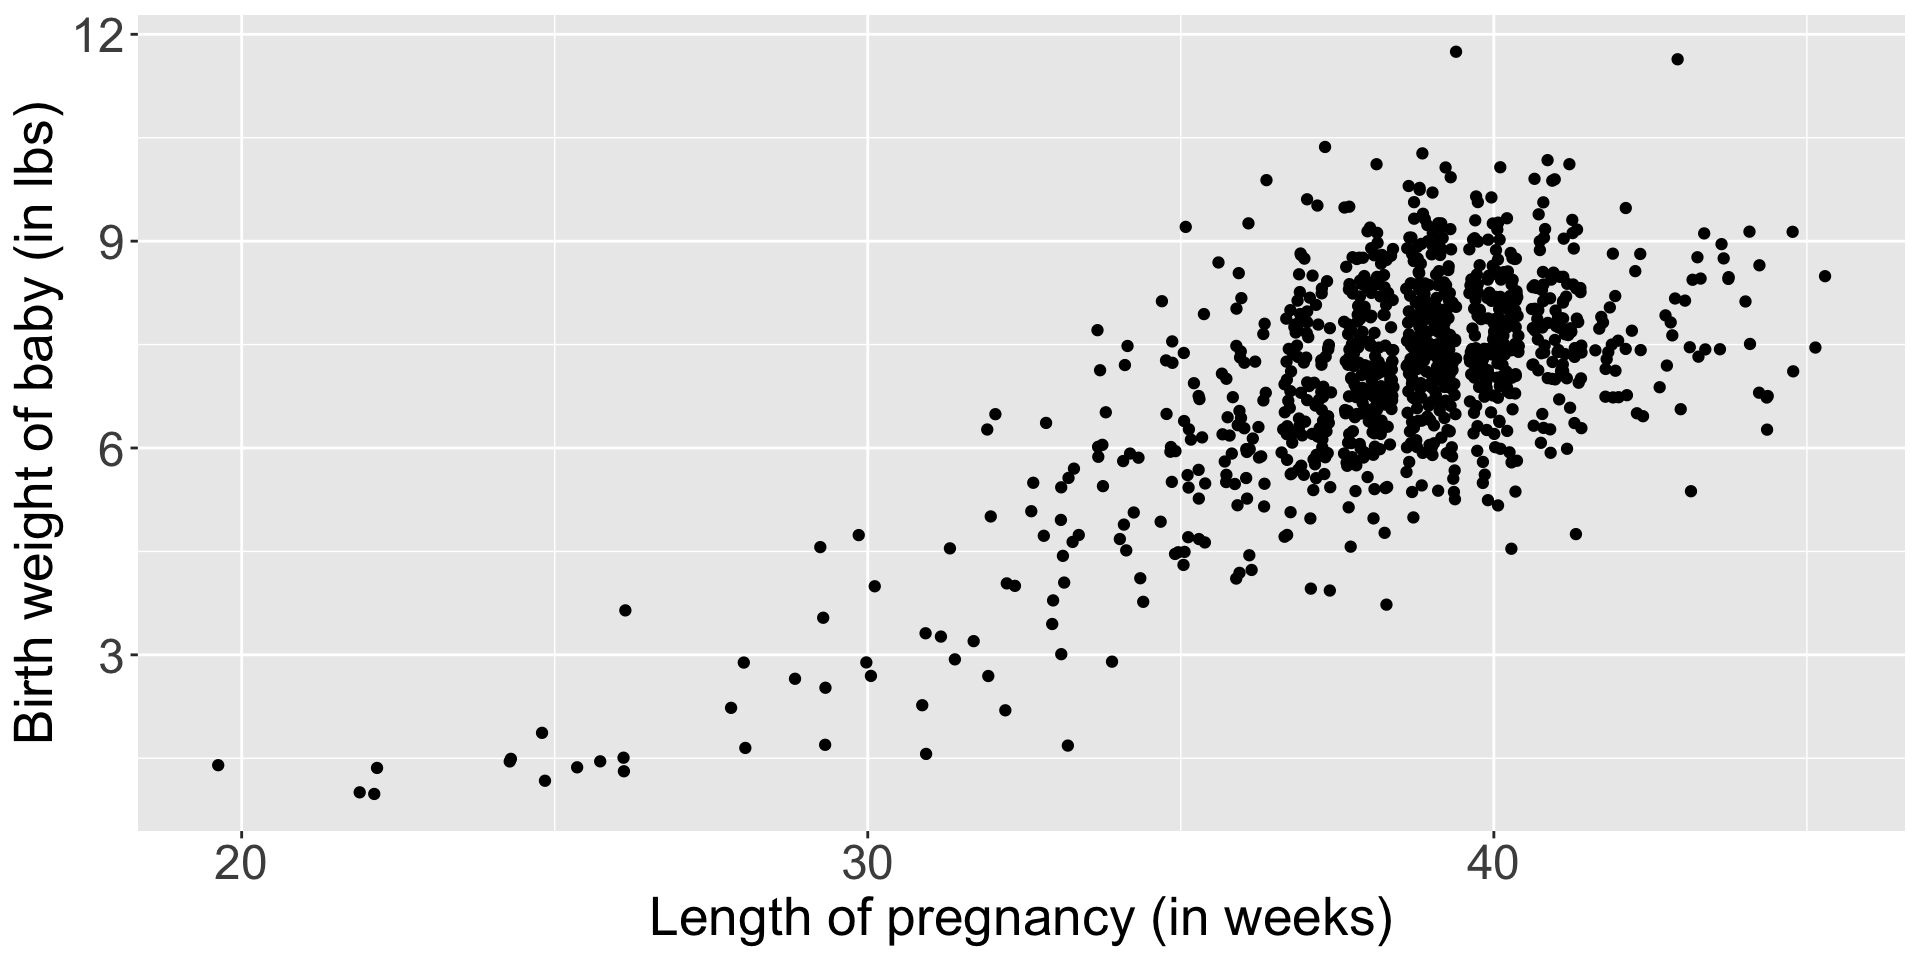 12
9
6
3
Birth weight of baby (in lbs)
20 30 40
Length of pregnancy (in weeks)